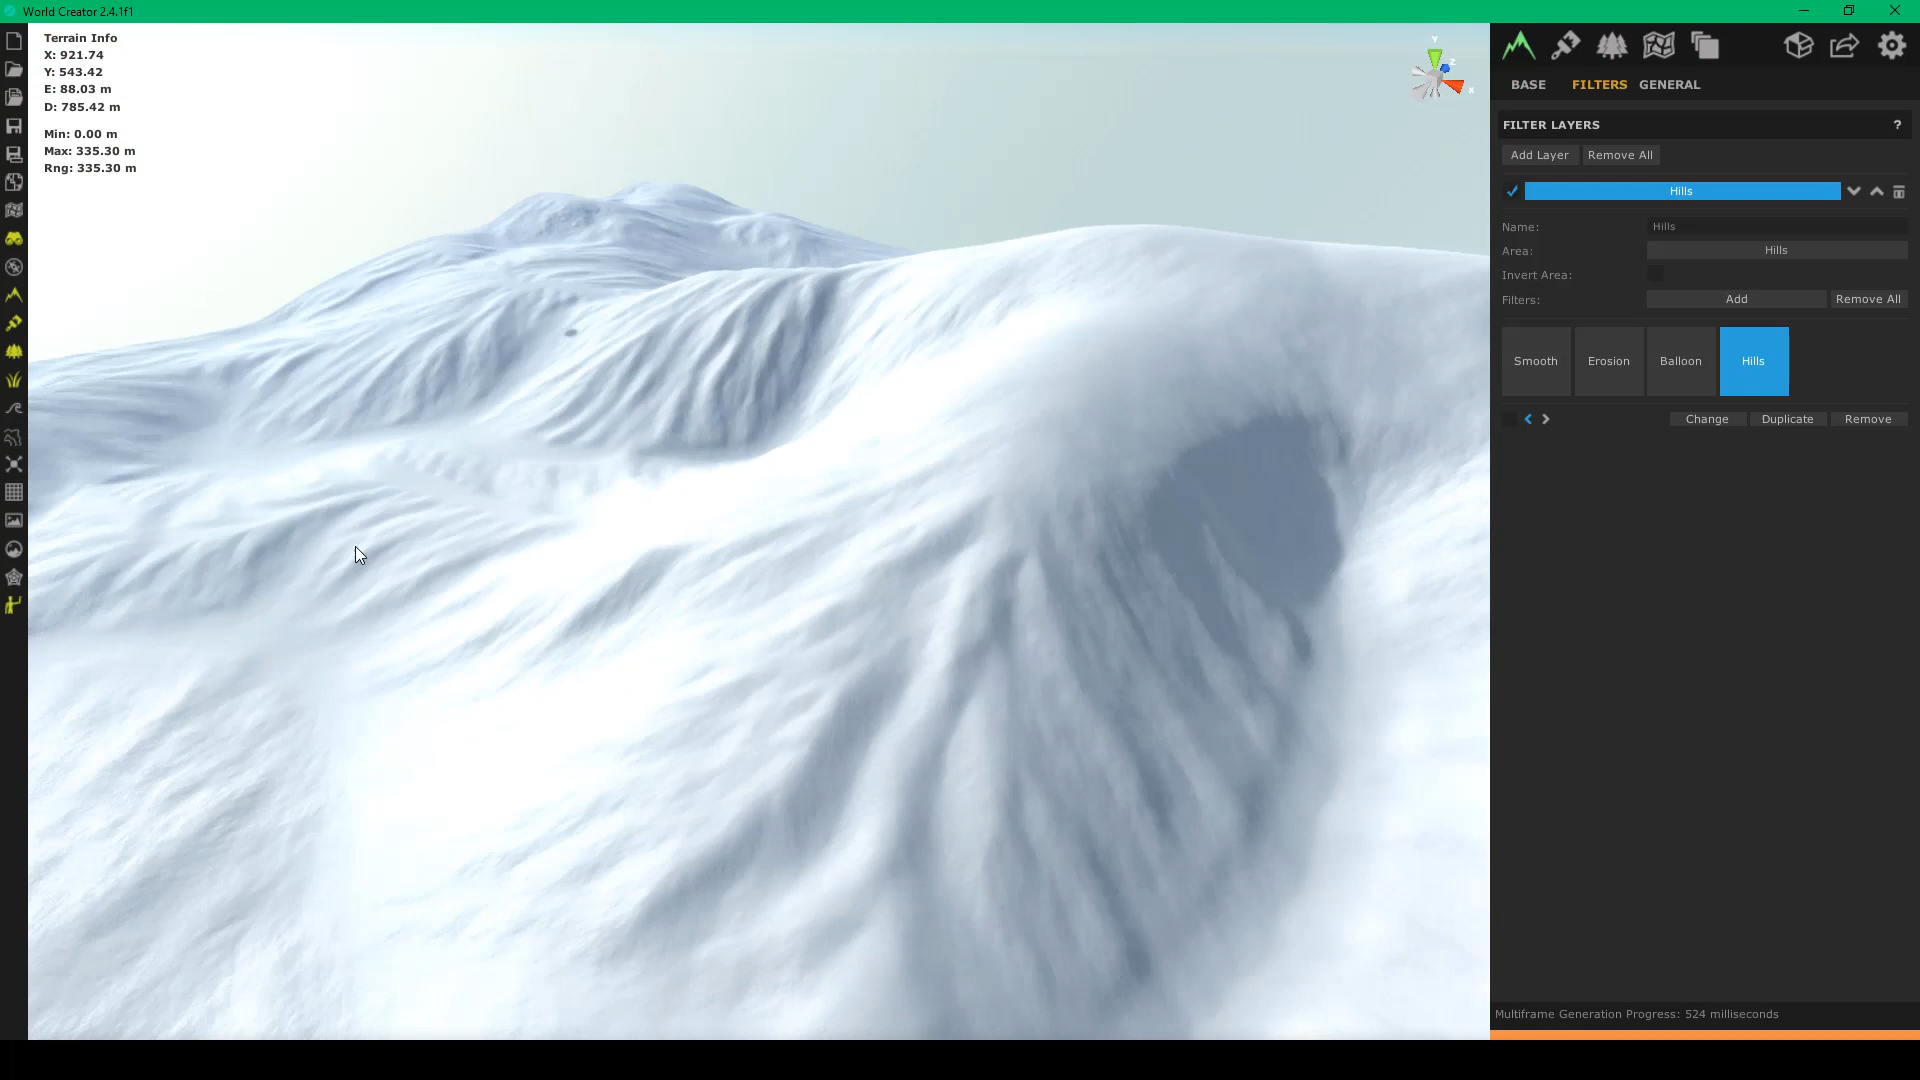 World Creator 2.4.1f1
Terrain Info
X: 921.74
Y: 543.42
E: 88.03 m
D: 785.42 m
Min: 0.00 m
Max: 335.30 m
Rng: 335.30 m
Y
Z
X
BASE FILTERS GENERAL
FILTER LAYERS ?
Add Layer Remove All
Hills
Name: Hills
Area: Hills
Invert Area:
Filters: Add Remove All
Smooth Erosion Balloon Hills
Change Duplicate Remove
Multiframe Generation Progress: 524 milliseconds